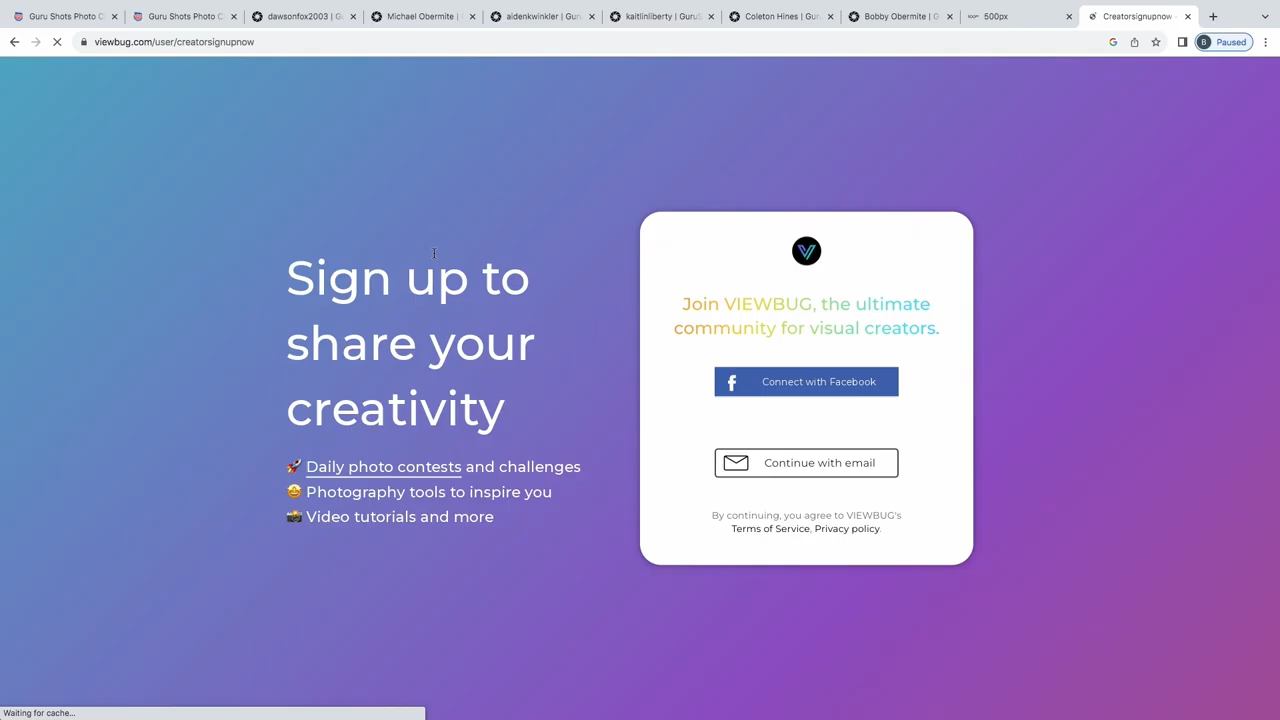 Guru Shots Photo C
Guru Shots Photo C
dawsonfox2003 | G
Michael Obermite |
aidenkwinkler | Gur
kaitlinliberty | GuruS
Coleton Hines | Guru
Bobby Obermite | G
500px
Creatorsignupnow
viewbug.com/user/creatorsignupnow
B
Paused
Sign up to
share your
creativity
🚀 Daily photo contests and challenges
🤩 Photography tools to inspire you
📸 Video tutorials and more
Join VIEWBUG, the ultimate
community for visual creators.
Connect with Facebook
Continue with email
By continuing, you agree to VIEWBUG's
Terms of Service, Privacy policy.
Waiting for cache...